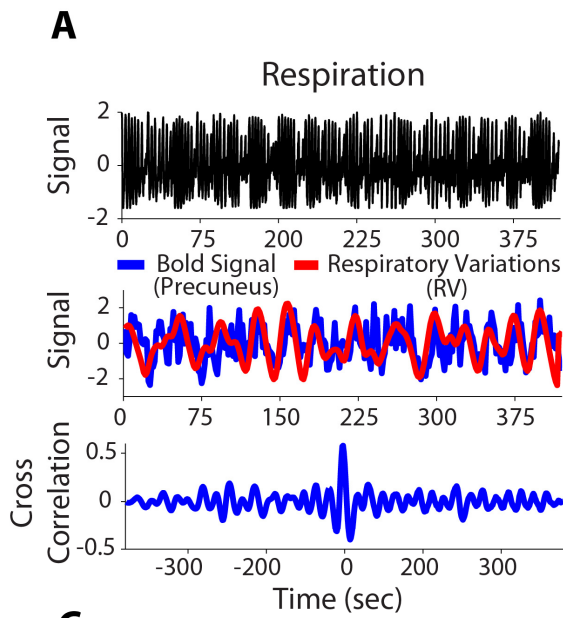 A
Respiration
Signal
2
0
-2
0 75 200 225 300 375
Bold Signal (Precuneus)
Respiratory Variations (RV)
Signal
2
0
-2
0 75 150 225 300 375
Cross Correlation
0.5
0
-0.5
-300 -200 0 200 300
Time (sec)